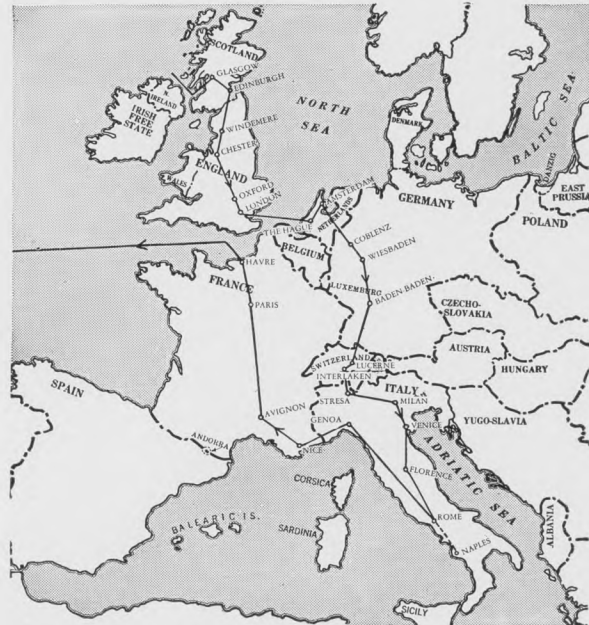 SCOTLAND
GLASGOW
EDINBURGH
N.
IRELAND
IRISH
FREE
STATE
NORTH
SEA
DENMARK
BALTIC SEA
WINDEMERE
CHESTER
ENGLAND
WALES
OXFORD
LONDON
AMSTERDAM
THE HAGUE
NETHERLANDS
GERMANY
DANZIG
EAST
PRUSSIA
POLAND
BELGIUM
COBLENZ
WIESBADEN
HAVRE
LUXEMBURG
BADEN-BADEN
FRANCE
PARIS
CZECHO-
SLOVAKIA
AUSTRIA
HUNGARY
SWITZERLAND
LUCERNE
INTERLAKEN
STRESA
ITALY
MILAN
YUGO-SLAVIA
SPAIN
AVIGNON
GENOA
VENICE
ANDORRA
NICE
ADRIATIC SEA
FLORENCE
CORSICA
ROME
ALBANIA
BALEARIC IS.
SARDINIA
NAPLES
SICILY